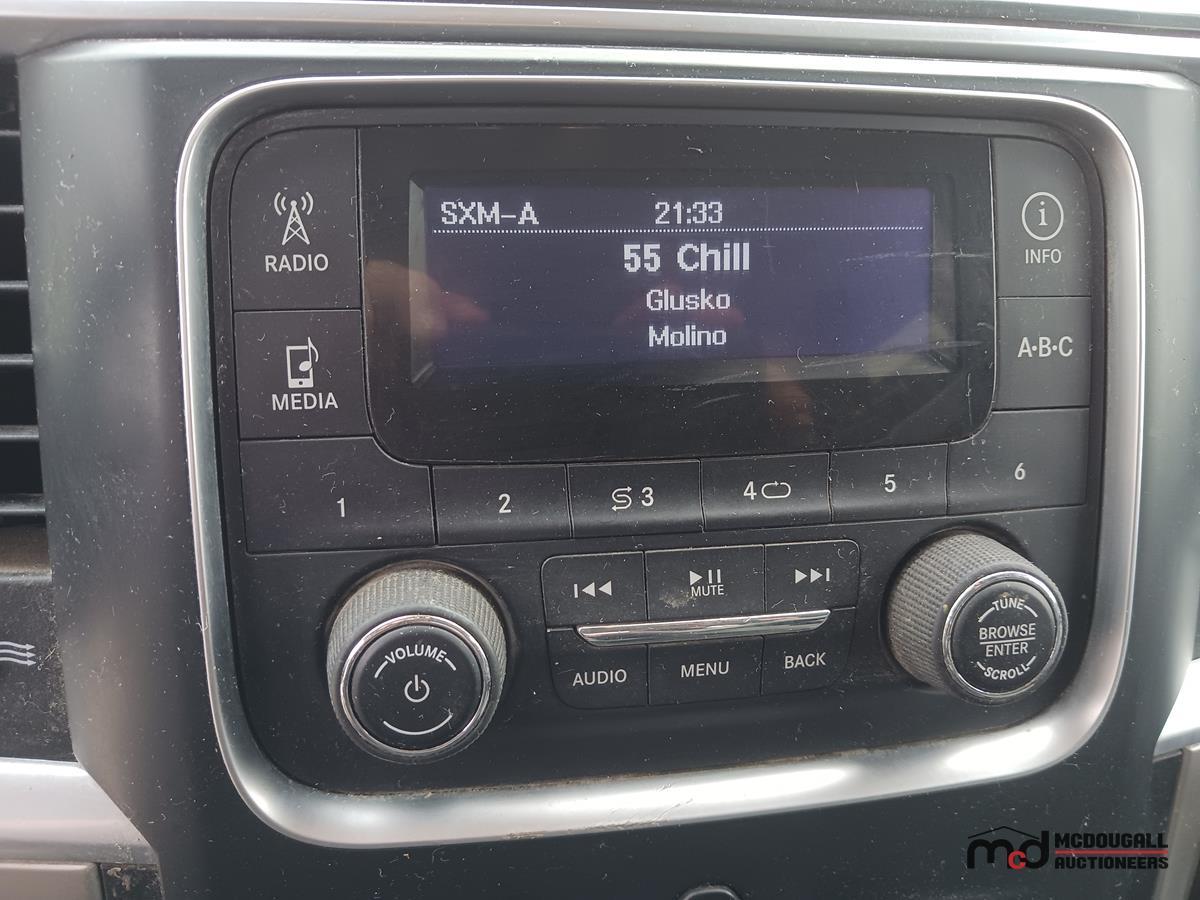 SXM-A 21:33
55 Chill
Glusko
Molino
RADIO
MEDIA
INFO
A·B·C
1
2
3
4
5
6
MUTE
AUDIO
MENU
BACK
VOLUME
TUNE
BROWSE
ENTER
SCROLL
mcd MCDOUGALL
AUCTIONEERS